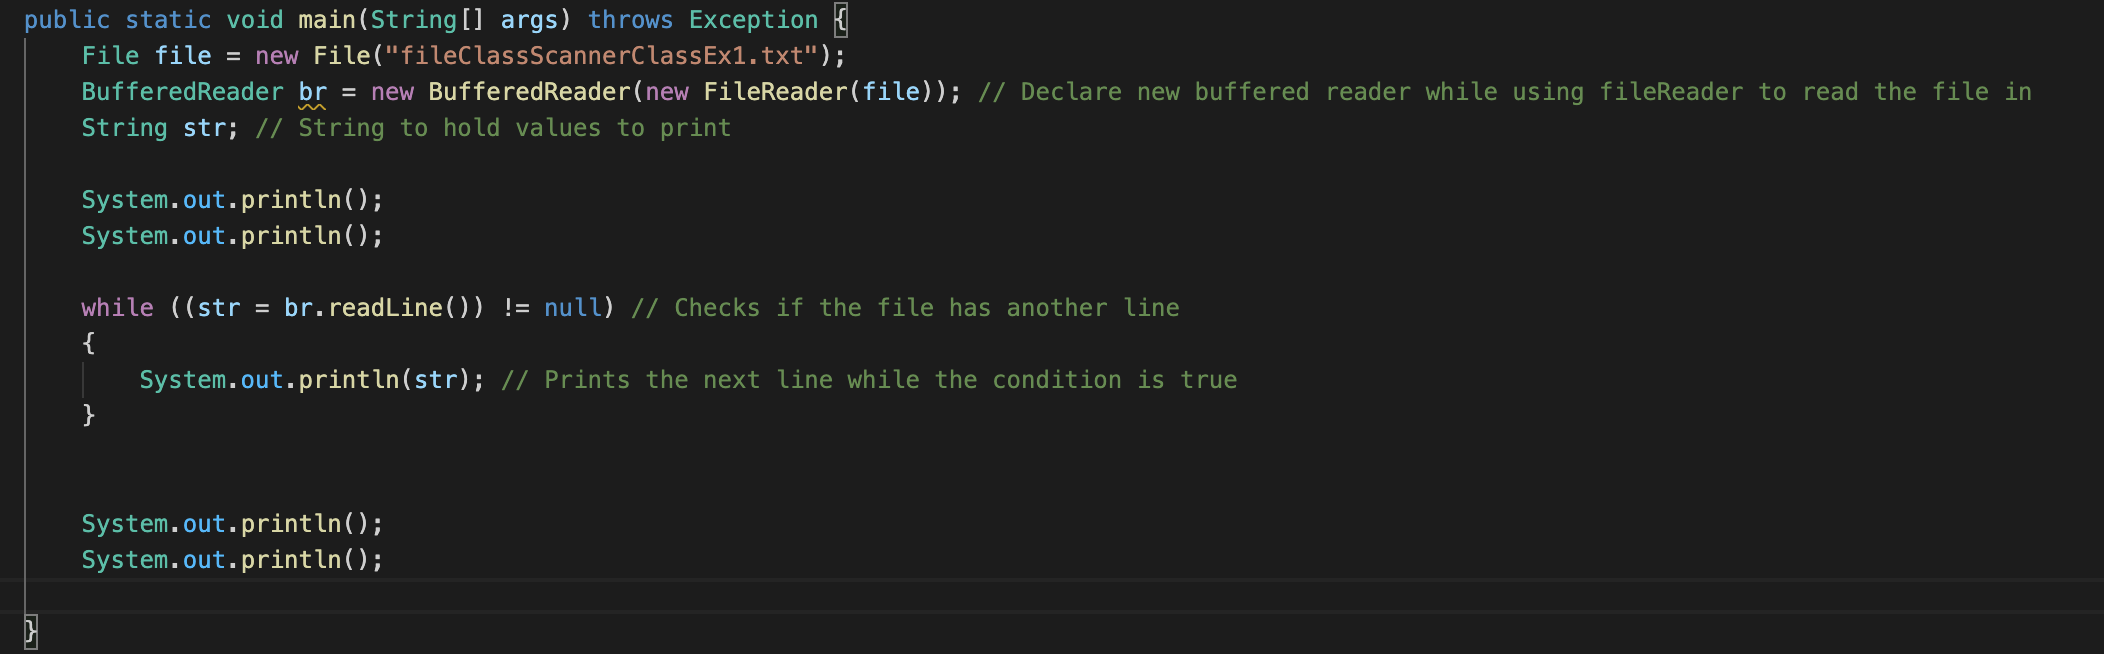 public static void main(String[] args) throws Exception {
    File file = new File("fileClassScannerClassEx1.txt");
    BufferedReader br = new BufferedReader(new FileReader(file)); // Declare new buffered reader while using fileReader to read the file in
    String str; // String to hold values to print
    System.out.println();
    System.out.println();
    while ((str = br.readLine()) != null) // Checks if the file has another line
    {
        System.out.println(str); // Prints the next line while the condition is true
    }
    System.out.println();
    System.out.println();
}